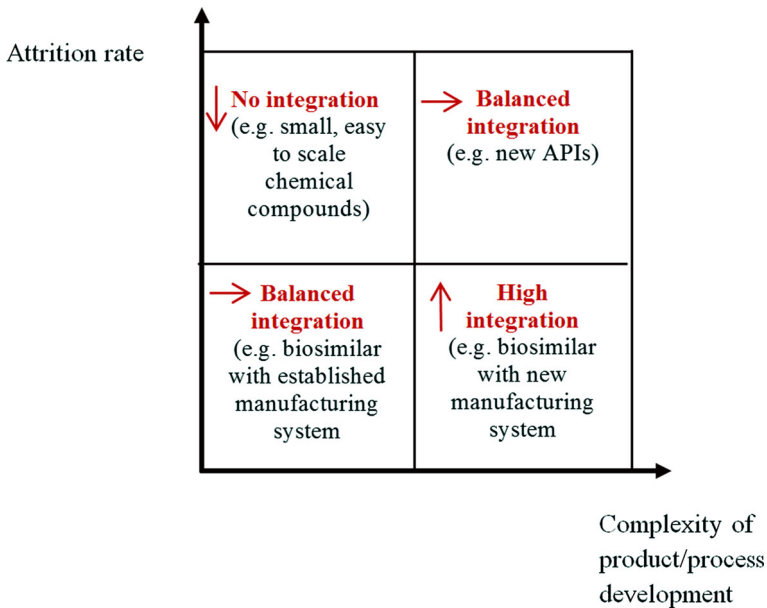 Attrition rate
No integration
(e.g. small, easy
to scale
chemical
compounds)
Balanced
integration
(e.g. new APIs)
Balanced
integration
(e.g. biosimilar
with established
manufacturing
system
High
integration
(e.g. biosimilar
with new
manufacturing
system
Complexity of
product/process
development